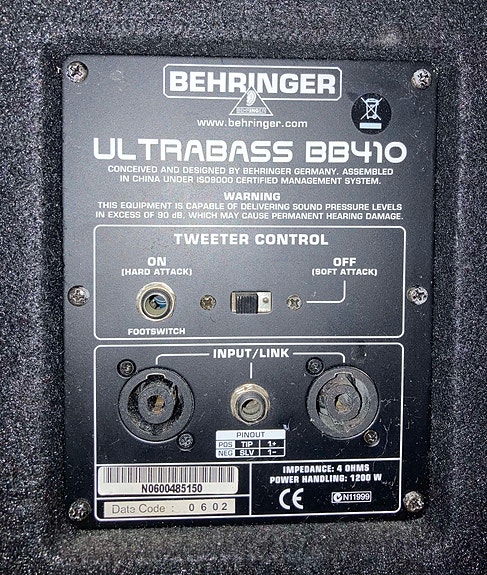 BEHRINGER
BEHRINGER
www.behringer.com
ULTRABASS BB410
CONCEIVED AND DESIGNED BY BEHRINGER GERMANY. ASSEMBLED
IN CHINA UNDER ISO9000 CERTIFIED MANAGEMENT SYSTEM.
WARNING
THIS EQUIPMENT IS CAPABLE OF DELIVERING SOUND PRESSURE LEVELS
IN EXCESS OF 90 dB, WHICH MAY CAUSE PERMANENT HEARING DAMAGE.
TWEETER CONTROL
ON
(HARD ATTACK)
OFF
(SOFT ATTACK)
FOOTSWITCH
INPUT/LINK
PINOUT
POS TIP 1+
NEG SLV 1-
N0600485150
Date Code : 0602
IMPEDANCE: 4 OHMS
POWER HANDLING: 1200 W
CE
N11999